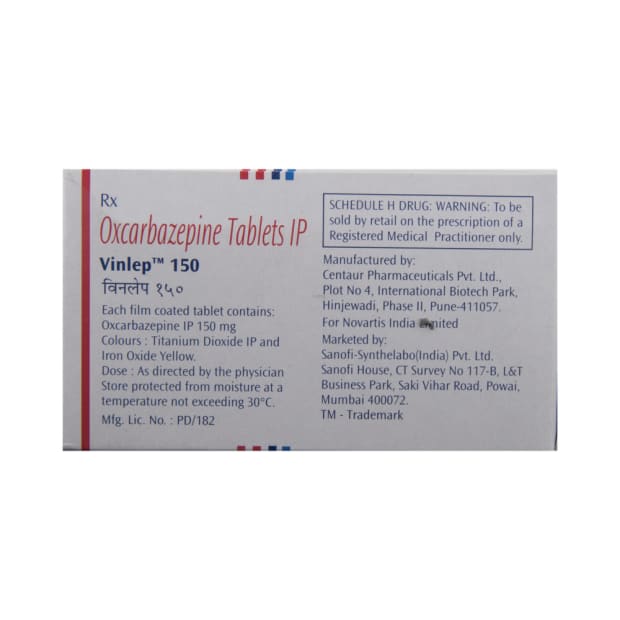 Rx
Oxcarbazepine Tablets IP
Vinlep™ 150
विनलेप १५०
Each film coated tablet contains:
Oxcarbazepine IP 150 mg
Colours : Titanium Dioxide IP and
Iron Oxide Yellow.
Dose : As directed by the physician
Store protected from moisture at a
temperature not exceeding 30°C.
Mfg. Lic. No. : PD/182
SCHEDULE H DRUG: WARNING: To be
sold by retail on the prescription of a
Registered Medical Practitioner only.
Manufactured by:
Centaur Pharmaceuticals Pvt. Ltd.,
Plot No 4, International Biotech Park,
Hinjewadi, Phase II, Pune-411057.
For Novartis India Limited
Marketed by:
Sanofi-Synthelabo(India) Pvt. Ltd.
Sanofi House, CT Survey No 117-B, L&T
Business Park, Saki Vihar Road, Powai,
Mumbai 400072.
TM - Trademark